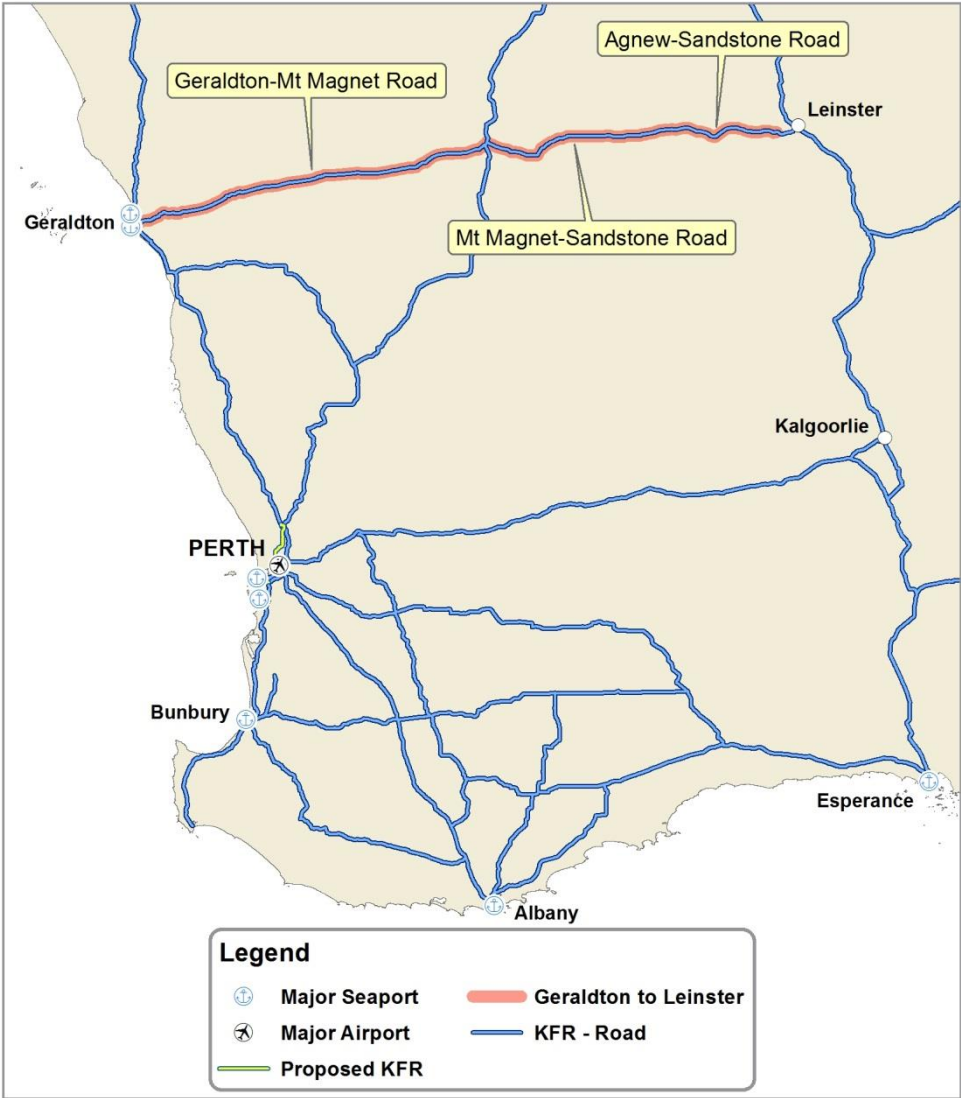 Agnew-Sandstone Road
Geraldton-Mt Magnet Road
Leinster
Geraldton
Mt Magnet-Sandstone Road
Kalgoorlie
PERTH
Bunbury
Esperance
Albany
Legend
Major Seaport
Geraldton to Leinster
Major Airport
KFR - Road
Proposed KFR